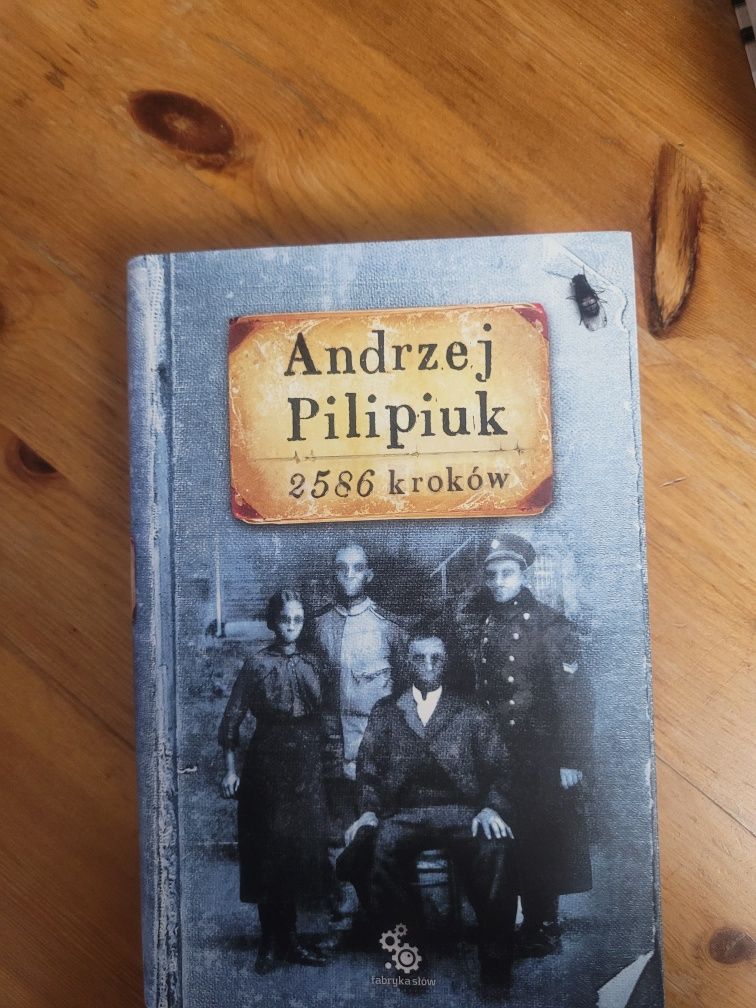 Andrzej
Pilipiuk
2586 kroków
fabryka słów